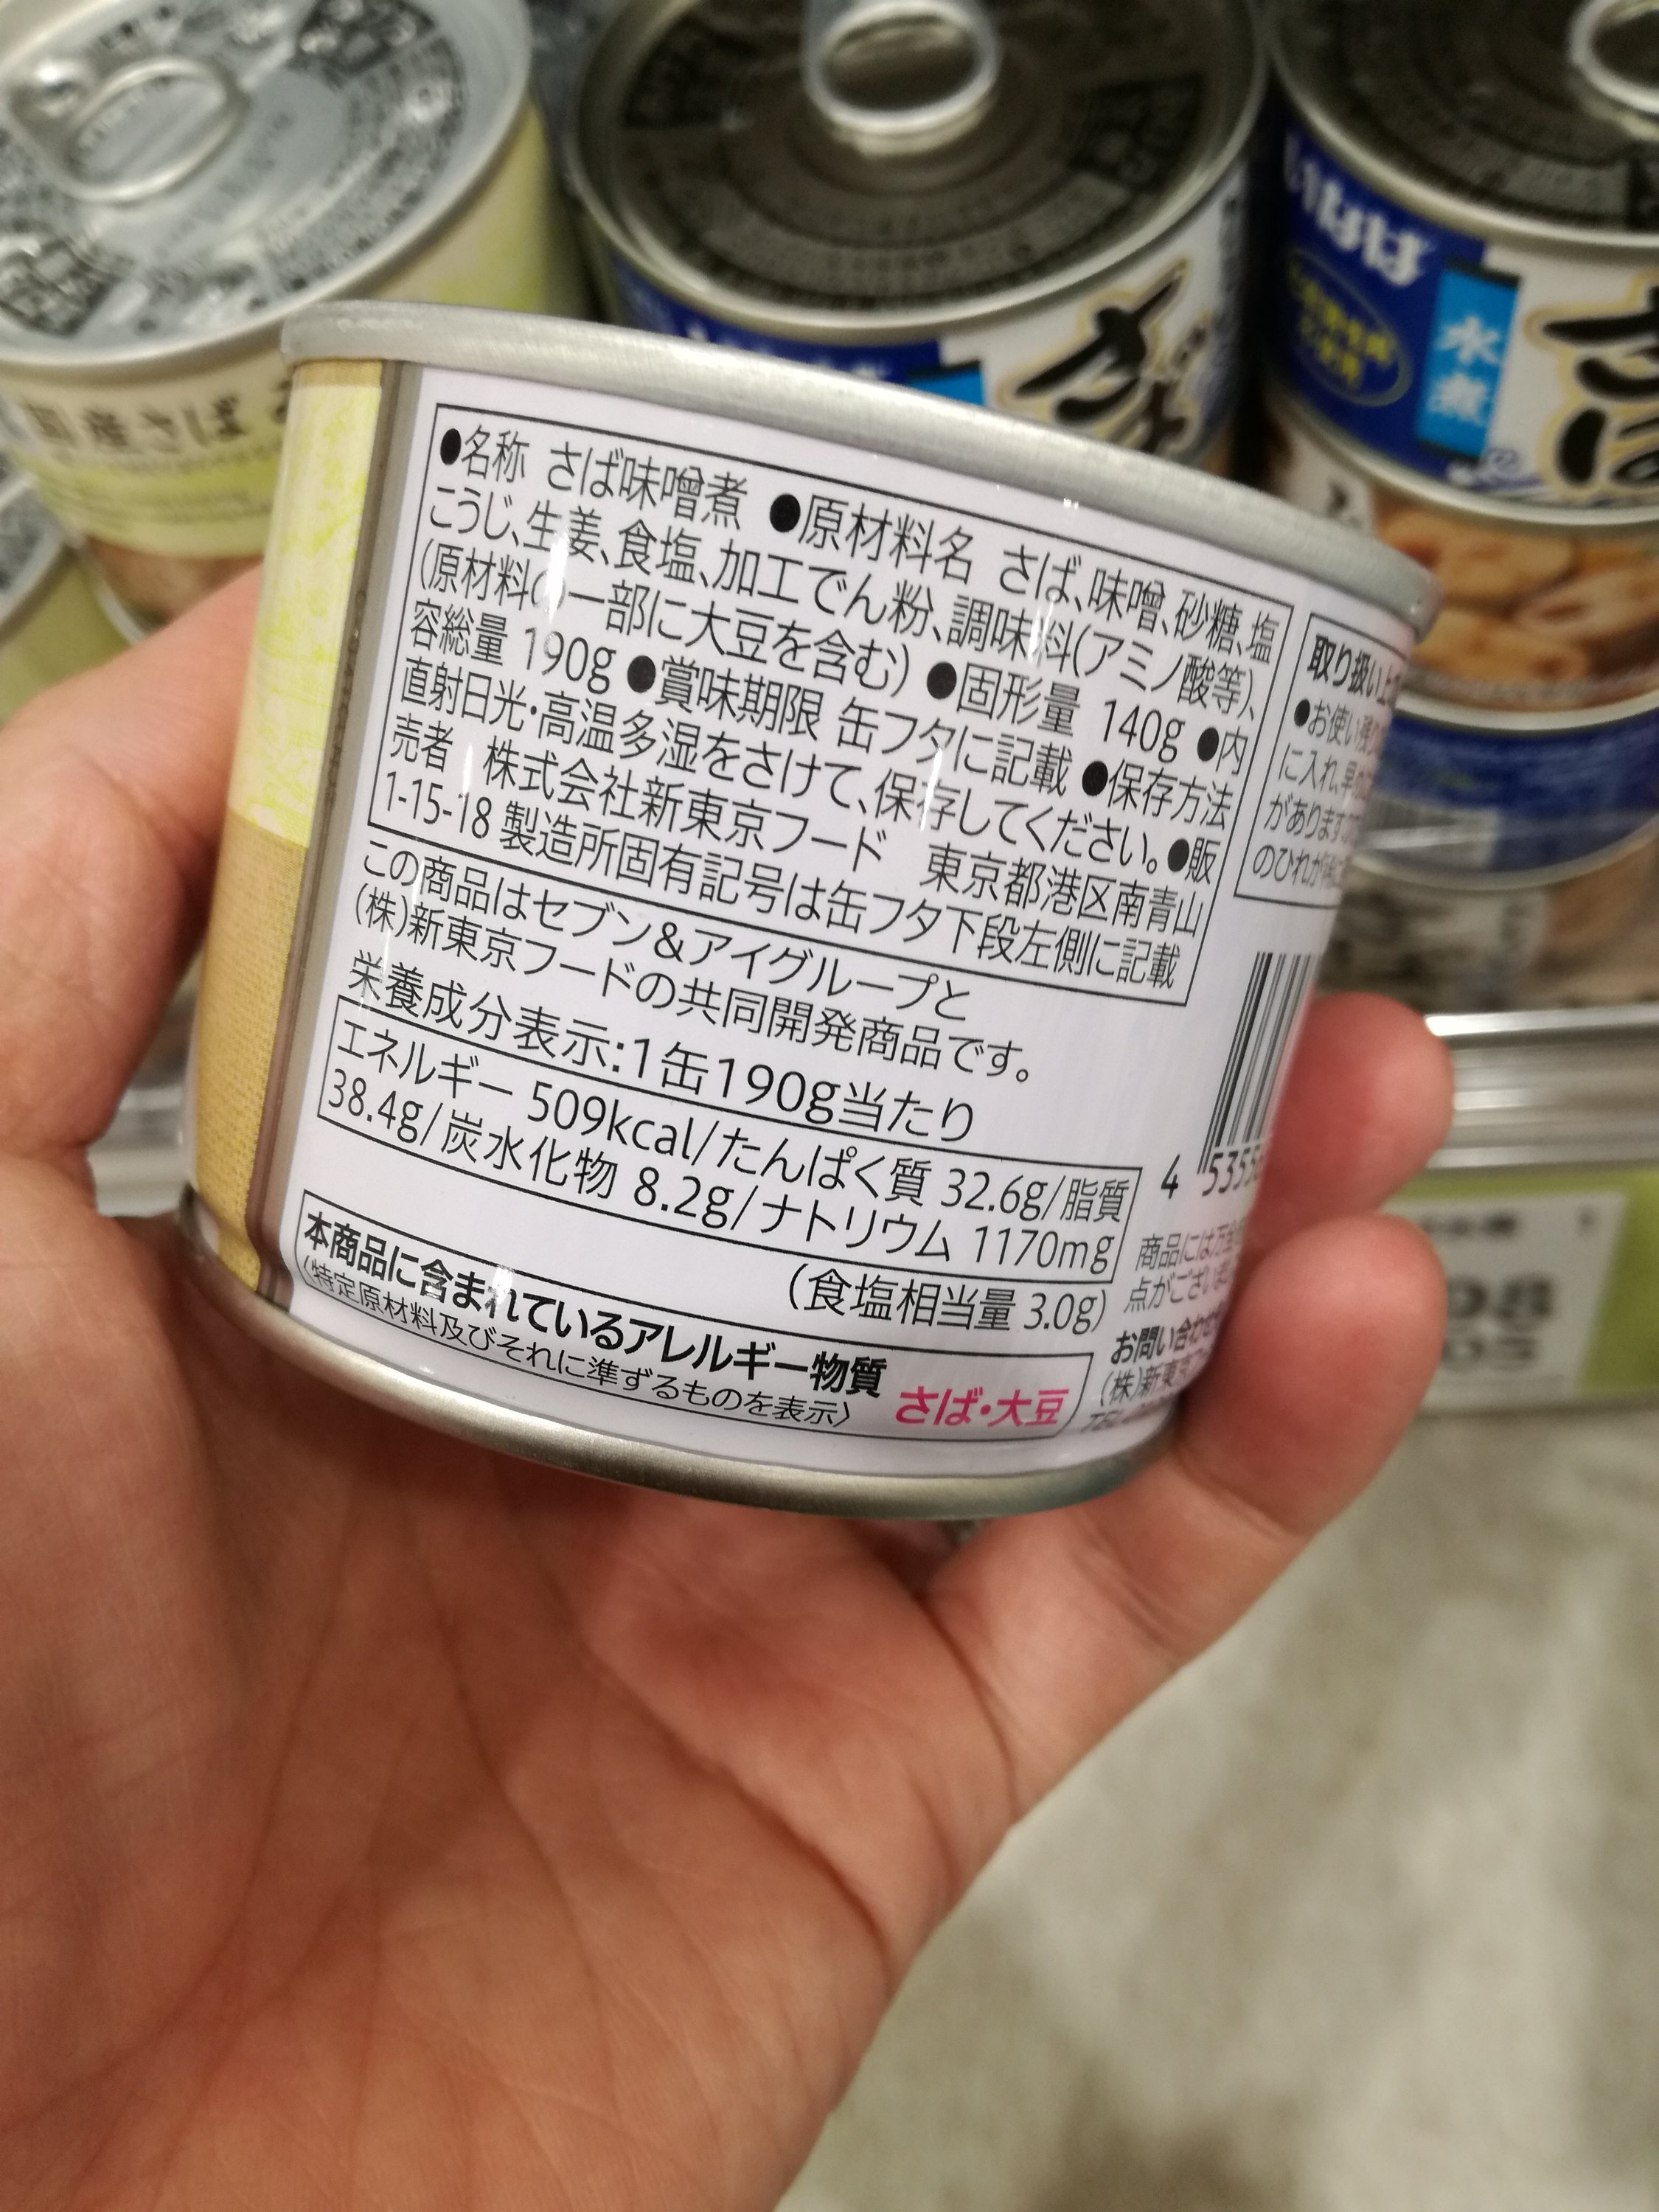 ●名称 さば味噌煮 ●原材料名 さば、味噌、砂糖、塩
こうじ、生姜、食塩、加工でん粉、調味料(アミノ酸等)、
(原材料の一部に大豆を含む) ●固形量 140g ●内
容総量 190g ●賞味期限 缶フタに記載 ●保存方法
直射日光・高温多湿をさけて、保存してください。●販
売者 株式会社新東京フード 東京都港区南青山
1-15-18 製造所固有記号は缶フタ下段左側に記載
この商品はセブン&アイグループと
(株)新東京フードの共同開発商品です。
栄養成分表示:1缶190g当たり
エネルギー 509kcal/たんぱく質 32.6g/脂質
38.4g/炭水化物 8.2g/ナトリウム 1170mg
(食塩相当量 3.0g)
本商品に含まれているアレルギー物質
〈特定原材料及びそれに準ずるものを表示〉
さば・大豆
取り扱い上
●お使い残り
に入れ、早
があります
のひれが
4 5355
商品には万全
点がござい
お問い合わせ
(株)新東京
国産さば
いなば
水煮
さば